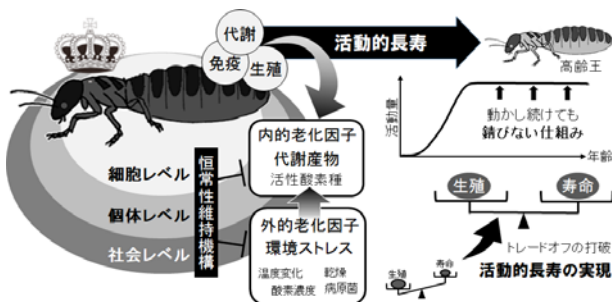 代謝
免疫
生殖
活動的長寿
高齢王
細胞レベル
個体レベル
社会レベル
恒常性維持機構
内的老化因子
代謝産物
活性酸素種
外的老化因子
環境ストレス
温度変化
乾燥
酸素濃度
病原菌
活動量
動かし続けても
錆びない仕組み
年齢
生殖
寿命
生殖
寿命
トレードオフの打破
活動的長寿の実現